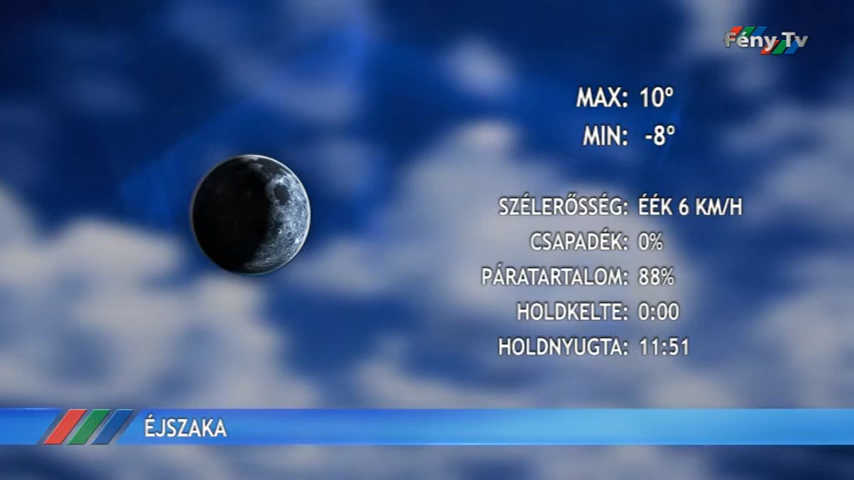 Fény Tv
MAX: 10°
MIN: -8°
SZÉLERŐSSÉG: ÉÉK 6 KM/H
CSAPADÉK: 0%
PÁRATARTALOM: 88%
HOLDKELTE: 0:00
HOLDNYUGTA: 11:51
ÉJSZAKA